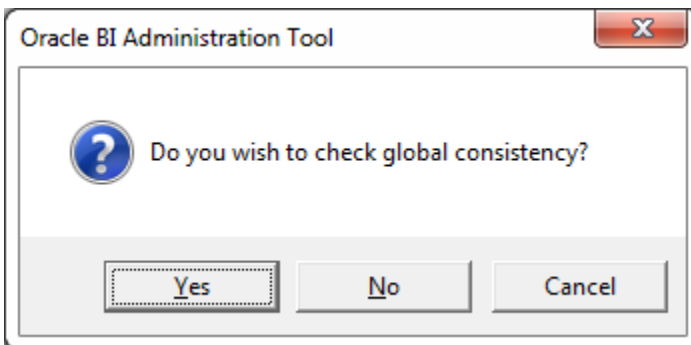 Oracle BI Administration Tool
Do you wish to check global consistency?
Yes No Cancel